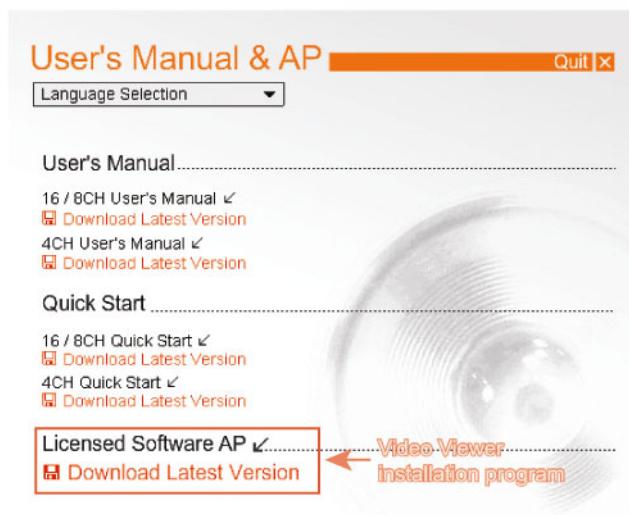 User's Manual & AP
Quit
Language Selection
User's Manual
16 / 8CH User's Manual
Download Latest Version
4CH User's Manual
Download Latest Version
Quick Start
16 / 8CH Quick Start
Download Latest Version
4CH Quick Start
Download Latest Version
Licensed Software AP
Download Latest Version
Video Viewer
installation program